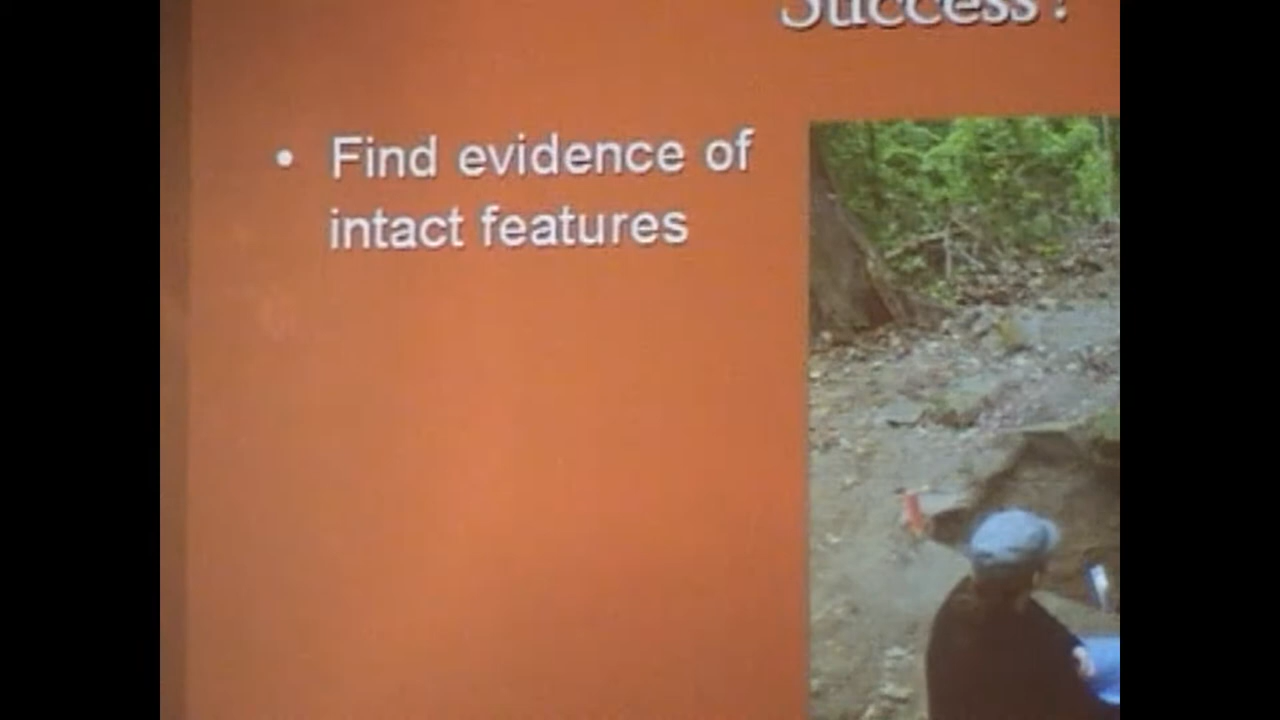 Success?
• Find evidence of
intact features